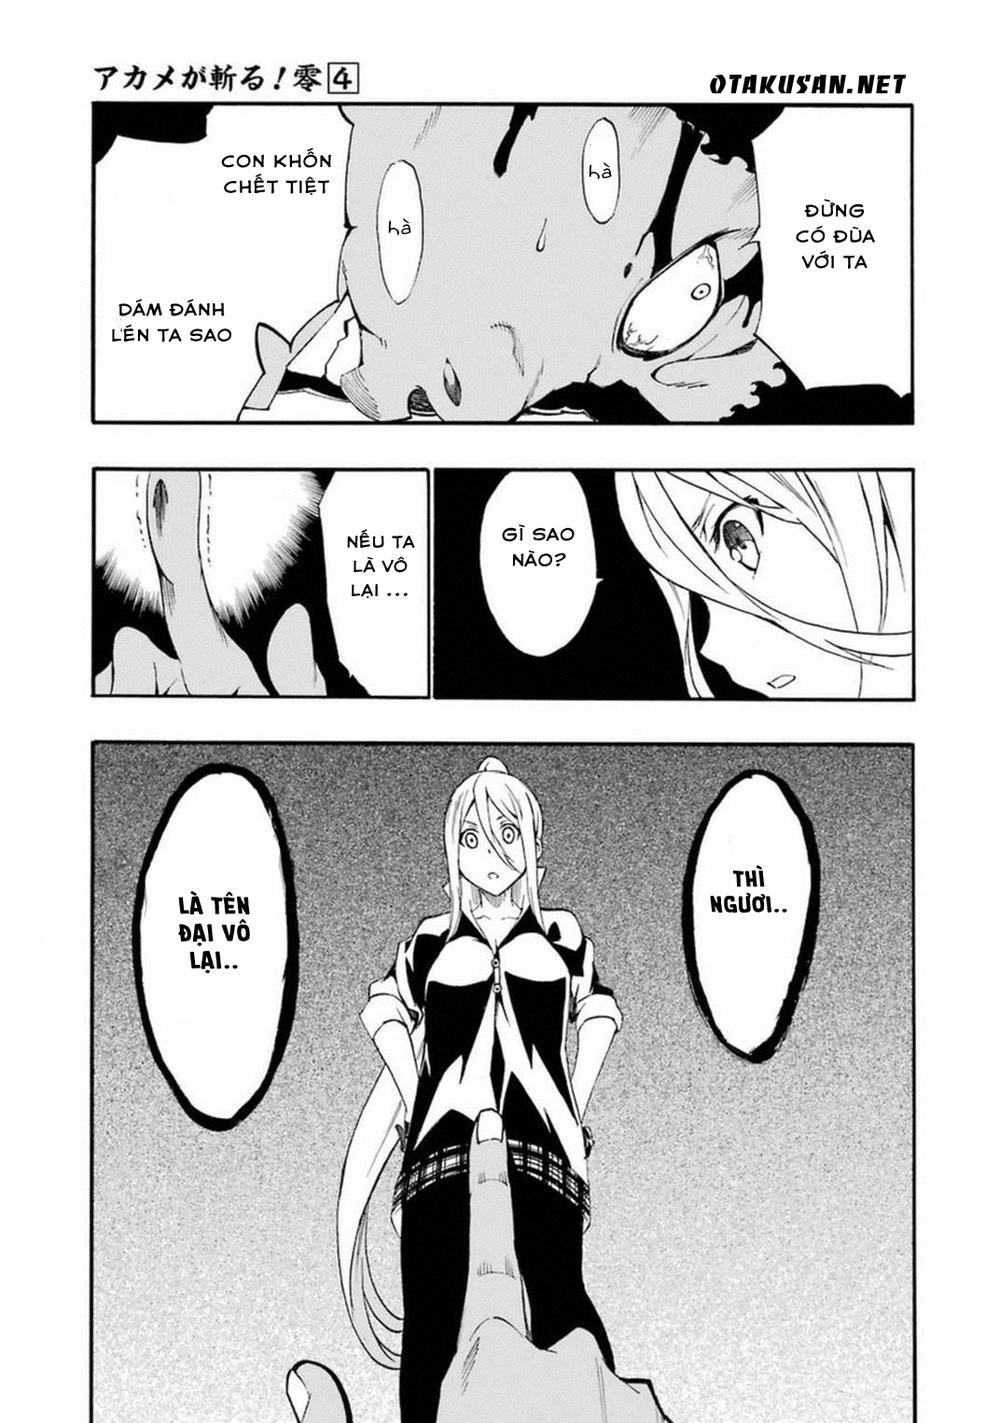 アカメが斬る！零4
OTAKUSAN.NET
ĐỪNG
CÓ ĐÙA
VỚI TA
hà
hà
CON KHỐN
CHẾT TIỆT
DÁM ĐÁNH
LÉN TA SAO
GÌ SAO
NÀO?
NẾU TA
LÀ VÔ
LẠI ...
THÌ
NGƯƠI..
LÀ TÊN
ĐẠI VÔ
LẠI..